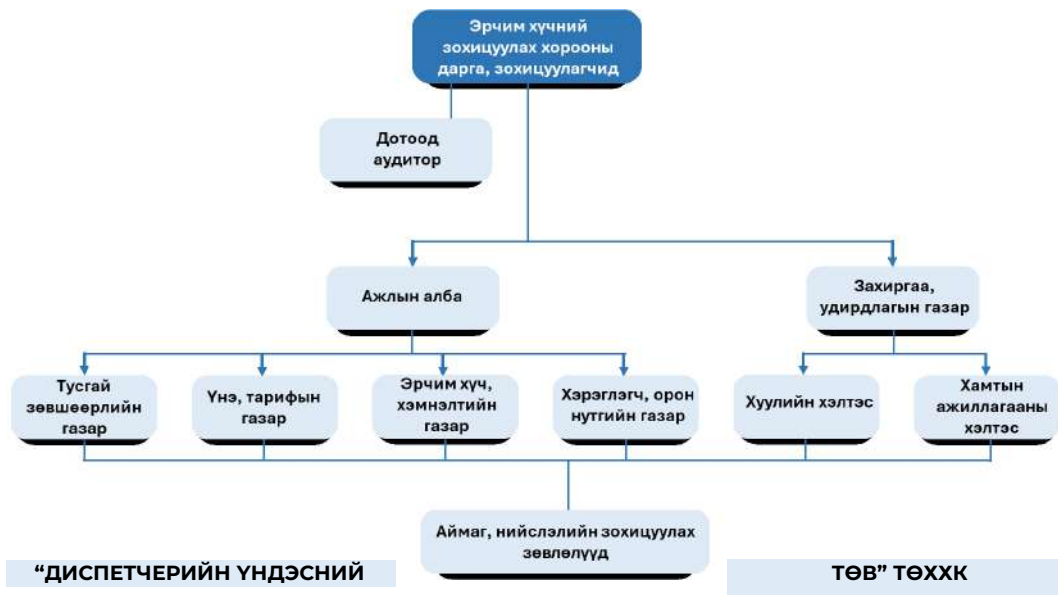 Эрчим хүчний
зохицуулах хорооны
дарга, зохицуулагчид
Дотоод
аудитор
Ажлын алба
Захиргаа,
удирдлагын газар
Тусгай
зөвшөөрлийн
газар
Үнэ, тарифын
газар
Эрчим хүч,
хэмнэлтийн
газар
Хэрэглэгч, орон
нутгийн газар
Хуулийн хэлтэс
Хамтын
ажиллагааны
хэлтэс
Аймаг, нийслэлийн зохицуулах
зөвлөлүүд
“ДИСПЕТЧЕРИЙН ҮНДЭСНИЙ
ТӨВ” ТӨХХК